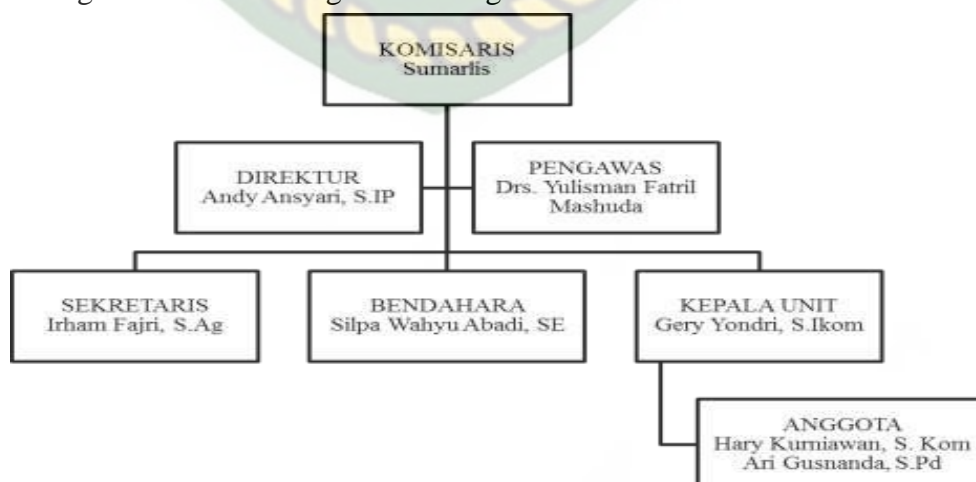 KOMISARIS
Sumarlis
DIREKTUR
Andy Ansyari, S.IP
PENGAWAS
Drs. Yulisman Fatril
Mashuda
SEKRETARIS
Irham Fajri, S.Ag
BENDAHARA
Silpa Wahyu Abadi, SE
KEPALA UNIT
Gery Yondri, S.Ikom
ANGGOTA
Hary Kurniawan, S. Kom
Ari Gusnanda, S.Pd